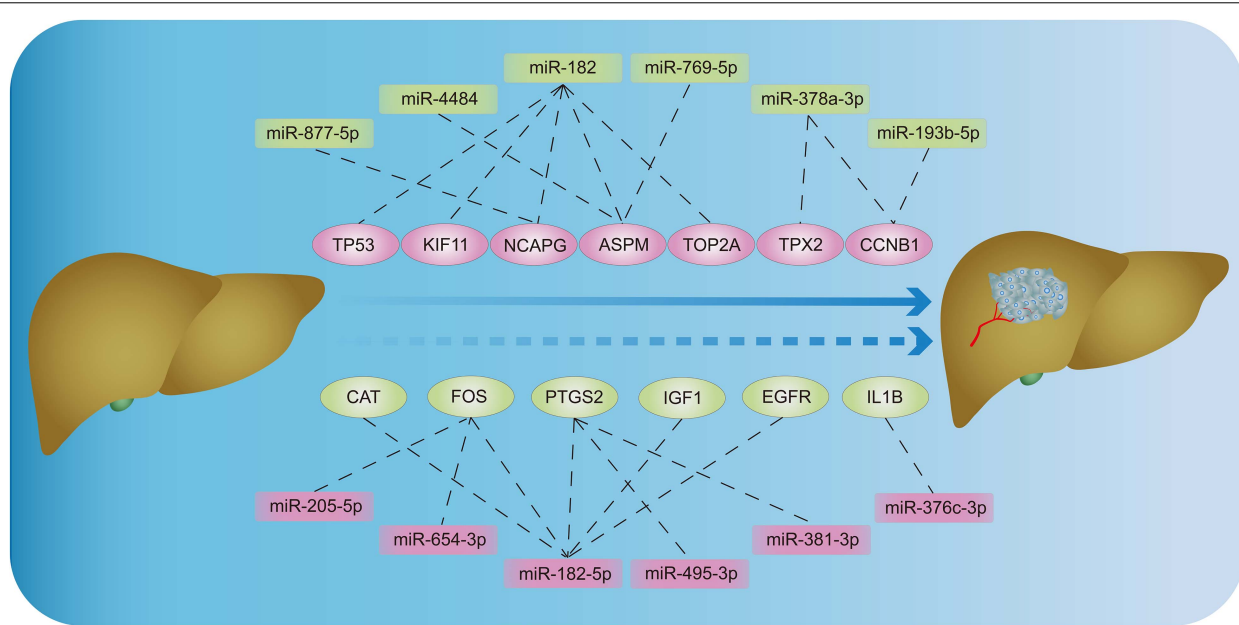 miR-182
miR-769-5p
miR-4484
miR-378a-3p
miR-877-5p
miR-193b-5p
TP53
KIF11
NCAPG
ASPM
TOP2A
TPX2
CCNB1
CAT
FOS
PTGS2
IGF1
EGFR
IL1B
miR-205-5p
miR-376c-3p
miR-654-3p
miR-381-3p
miR-182-5p
miR-495-3p